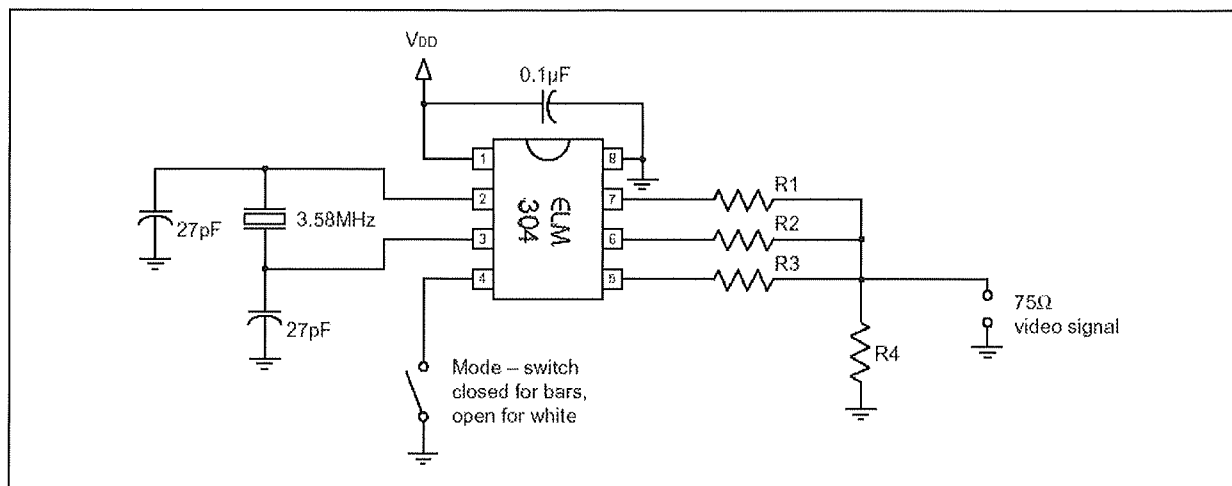 VDD
0.1µF
1
8
2
7
R1
27pF
3.58MHz
ELM
304
3
6
R2
4
5
R3
27pF
75Ω
video signal
R4
Mode – switch
closed for bars,
open for white